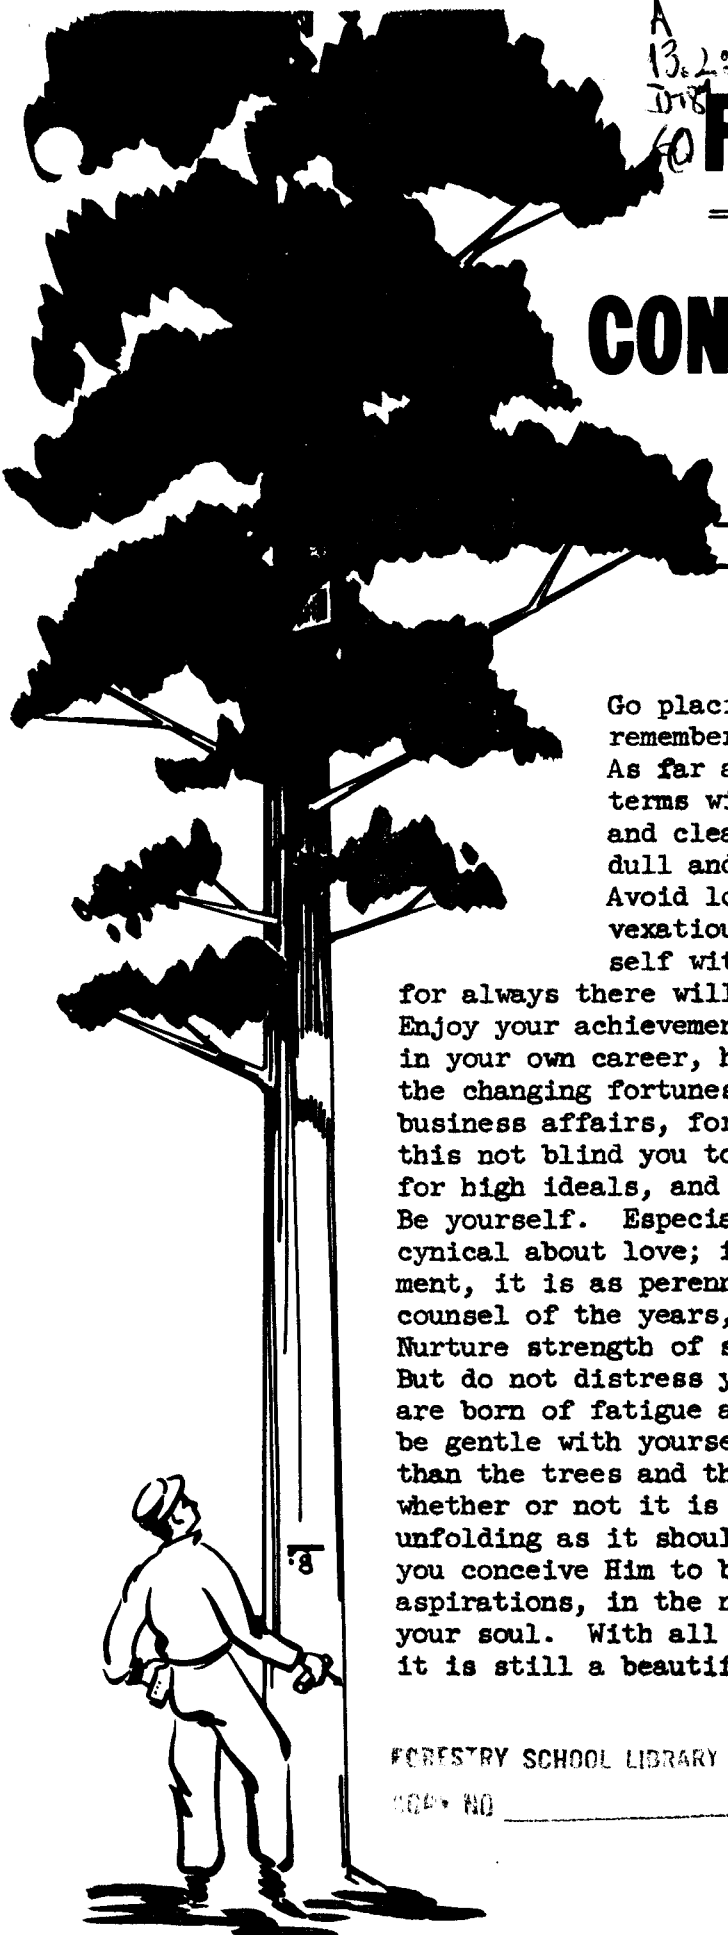 A
13.2:
D78
60 F
CON
Go placi
remember
As far a
terms wi
and clea
dull and
Avoid lo
vexatiou
self wit
for always there will
Enjoy your achievemen
in your own career, h
the changing fortunes
business affairs, for
this not blind you to
for high ideals, and
Be yourself. Especia
cynical about love; i
ment, it is as perenn
counsel of the years,
Nurture strength of s
But do not distress y
are born of fatigue a
be gentle with yourse
than the trees and th
whether or not it is
unfolding as it shoul
you conceive Him to b
aspirations, in the n
your soul. With all
it is still a beautif
8.
FORESTRY SCHOOL LIBRARY
COPY NO